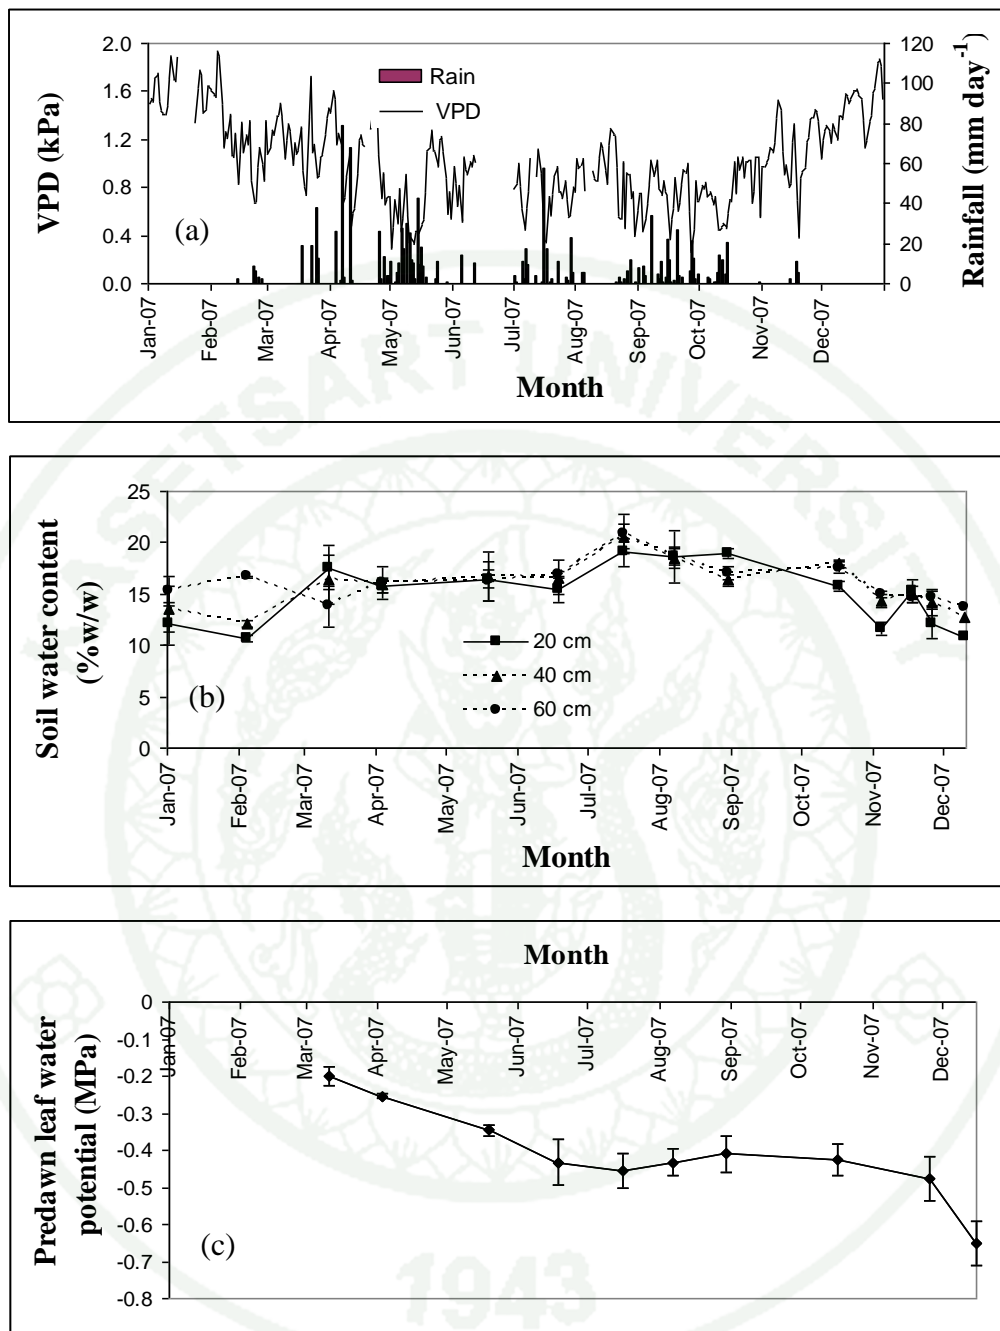 2.0
1.6
1.2
0.8
0.4
0.0
VPD (kPa)
120
100
80
60
40
20
0
Rainfall (mm day-1)
Rain
VPD
(a)
Jan-07
Feb-07
Mar-07
Apr-07
May-07
Jun-07
Jul-07
Aug-07
Sep-07
Oct-07
Nov-07
Dec-07
Month
25
20
15
10
5
0
Soil water content
(%w/w)
20 cm
40 cm
60 cm
(b)
Jan-07
Feb-07
Mar-07
Apr-07
May-07
Jun-07
Jul-07
Aug-07
Sep-07
Oct-07
Nov-07
Dec-07
Month
Month
0
-0.1
-0.2
-0.3
-0.4
-0.5
-0.6
-0.7
-0.8
Predawn leaf water
potential (MPa)
Jan-07
Feb-07
Mar-07
Apr-07
May-07
Jun-07
Jul-07
Aug-07
Sep-07
Oct-07
Nov-07
Dec-07
(c)
KASETSART UNIVERSITY
1943